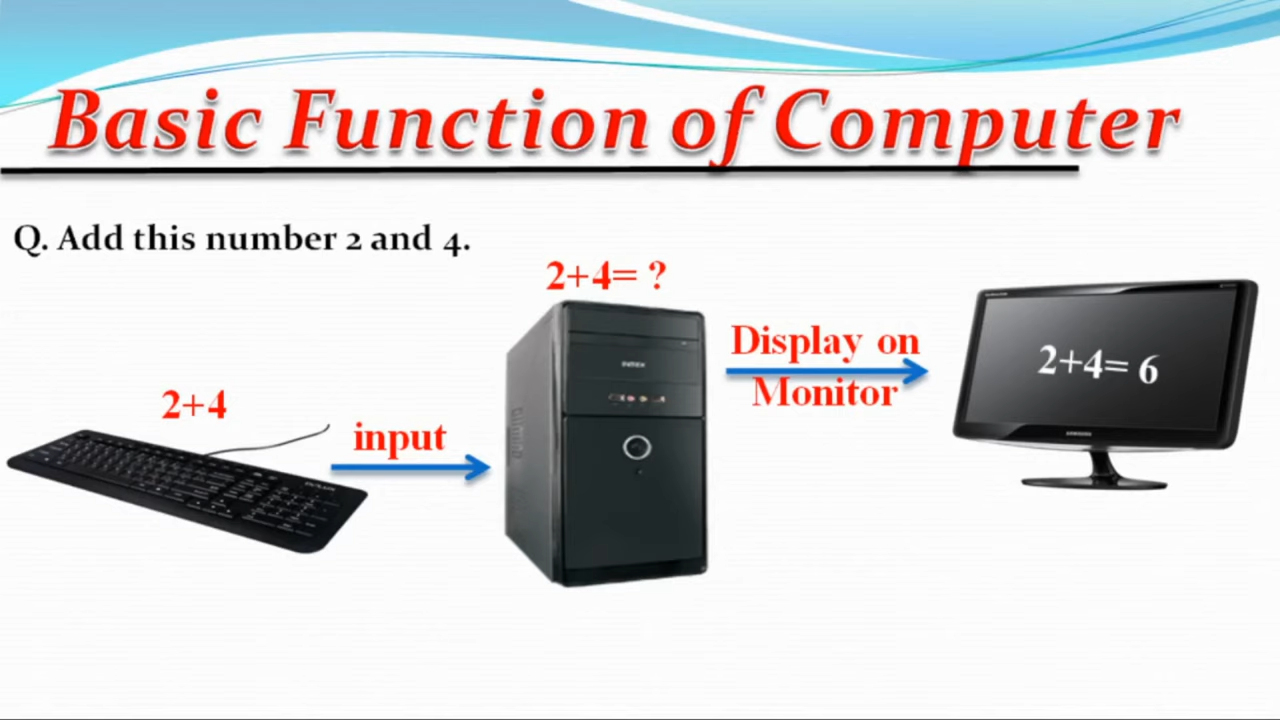 Basic Function of Computer
Q. Add this number 2 and 4.
2+4= ?
Display on
Monitor
2+4= 6
2+4
input
SAMSUNG